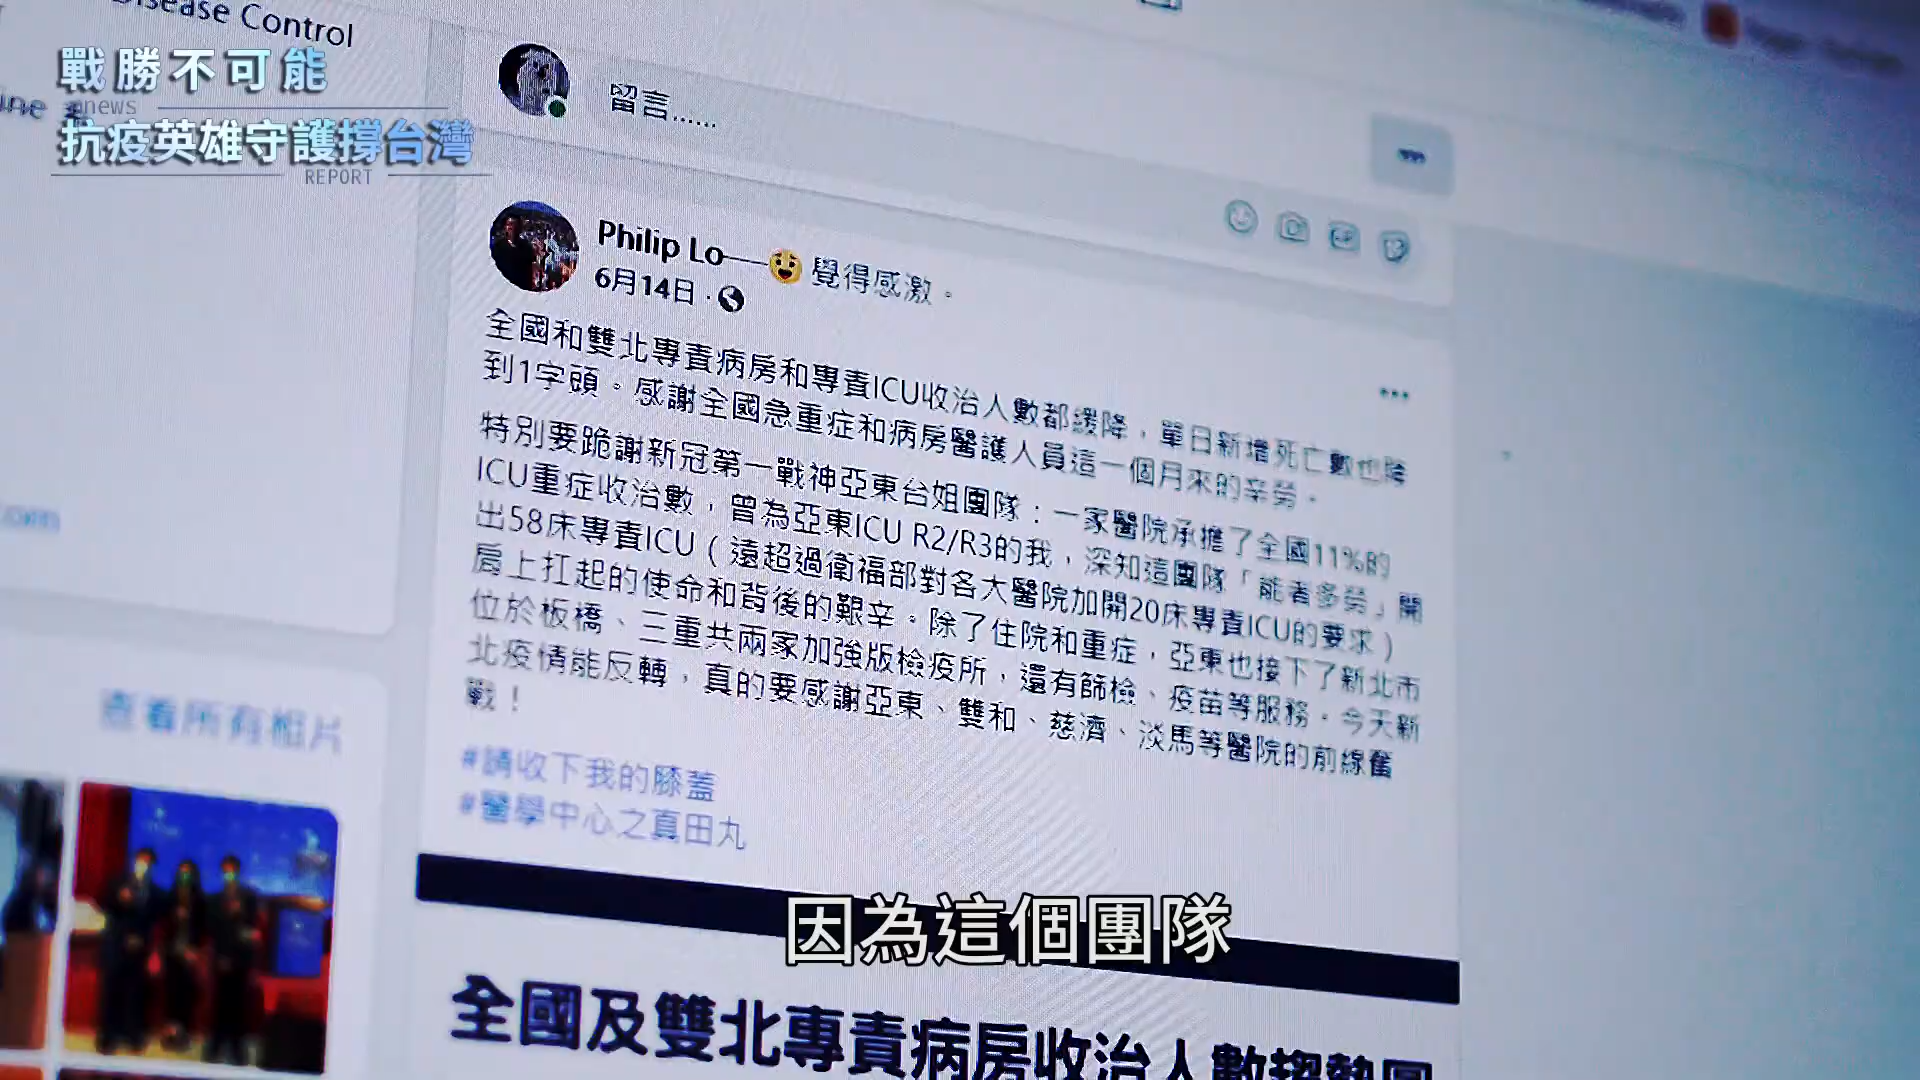 Disease Control
戰勝不可能
news
抗疫英雄守護撐台灣
REPORT
留言……
Philip Lo— 覺得感激。
6月14日 ·
全國和雙北專責病房和專責ICU收治人數都緩降，單日新增死亡數也降
到1字頭。感謝全國急重症和病房醫護人員這一個月來的辛勞。
特別要跪謝新冠第一戰神亞東台姐團隊：一家醫院承擔了全國11%的
ICU重症收治數，曾為亞東ICU R2/R3的我，深知這團隊「能者多勞」開
出58床專責ICU（遠超過衛福部對各大醫院加開20床專責ICU的要求）
肩上扛起的使命和背後的艱辛。除了住院和重症，亞東也接下了新北市
位於板橋、三重共兩家加強版檢疫所，還有篩檢、疫苗等服務。今天新
北疫情能反轉，真的要感謝亞東、雙和、慈濟、淡馬等醫院的前線奮
戰！
#請收下我的膝蓋
#醫學中心之真田丸
查看所有相片
因為這個團隊
全國及雙北專責病房收治人數趨勢圖